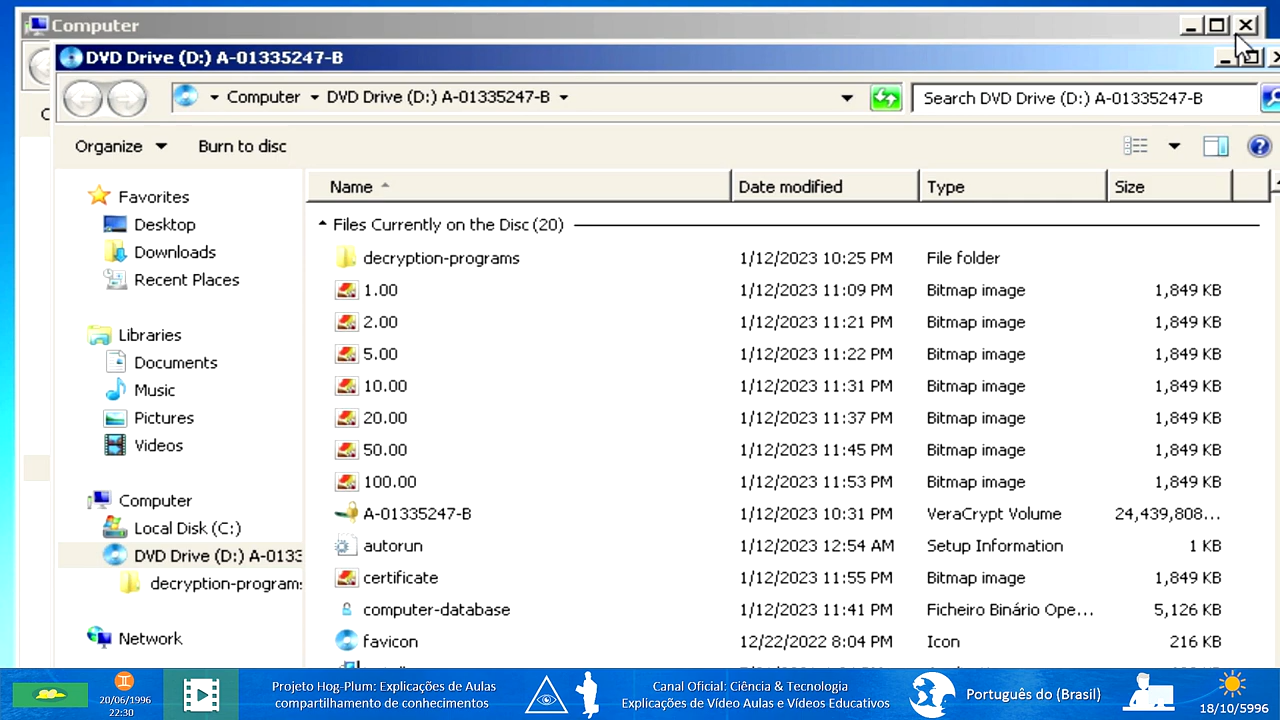 Computer
DVD Drive (D:) A-01335247-B
Computer
DVD Drive (D:) A-01335247-B
Search DVD Drive (D:) A-01335247-B
Organize
Burn to disc
Name
Date modified
Type
Size
Favorites
Desktop
Downloads
Recent Places
Libraries
Documents
Music
Pictures
Videos
Computer
Local Disk (C:)
DVD Drive (D:) A-0133
decryption-programs
Network
Files Currently on the Disc (20)
decryption-programs 1/12/2023 10:25 PM File folder
1.00 1/12/2023 11:09 PM Bitmap image 1,849 KB
2.00 1/12/2023 11:21 PM Bitmap image 1,849 KB
5.00 1/12/2023 11:22 PM Bitmap image 1,849 KB
10.00 1/12/2023 11:31 PM Bitmap image 1,849 KB
20.00 1/12/2023 11:37 PM Bitmap image 1,849 KB
50.00 1/12/2023 11:45 PM Bitmap image 1,849 KB
100.00 1/12/2023 11:53 PM Bitmap image 1,849 KB
A-01335247-B 1/12/2023 10:31 PM VeraCrypt Volume 24,439,808...
autorun 1/12/2023 12:54 AM Setup Information 1 KB
certificate 1/12/2023 11:55 PM Bitmap image 1,849 KB
computer-database 1/12/2023 11:41 PM Ficheiro Binário Ope... 5,126 KB
favicon 12/22/2022 8:04 PM Icon 216 KB
20/06/1996
22:30
Projeto Hog-Plum: Explicações de Aulas
compartilhamento de conhecimentos
Canal Oficial: Ciência & Tecnologia
Explicações de Vídeo Aulas e Vídeos Educativos
Português do (Brasil)
18/10/5996